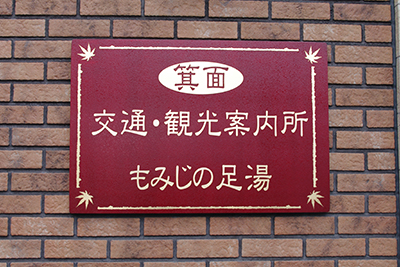 箕面
交通・観光案内所
もみじの足湯